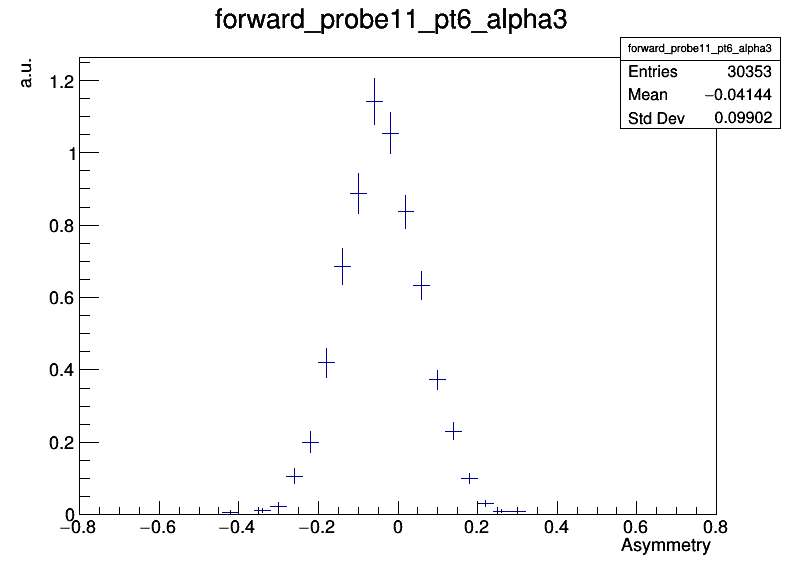 forward_probe11_pt6_alpha3
a.u.
forward_probe11_pt6_alpha3
Entries 30353
Mean −0.04144
Std Dev 0.09902
1.2
1
0.8
0.6
0.4
0.2
0
−0.8 −0.6 −0.4 −0.2 0 0.2 0.4 0.6 0.8
Asymmetry